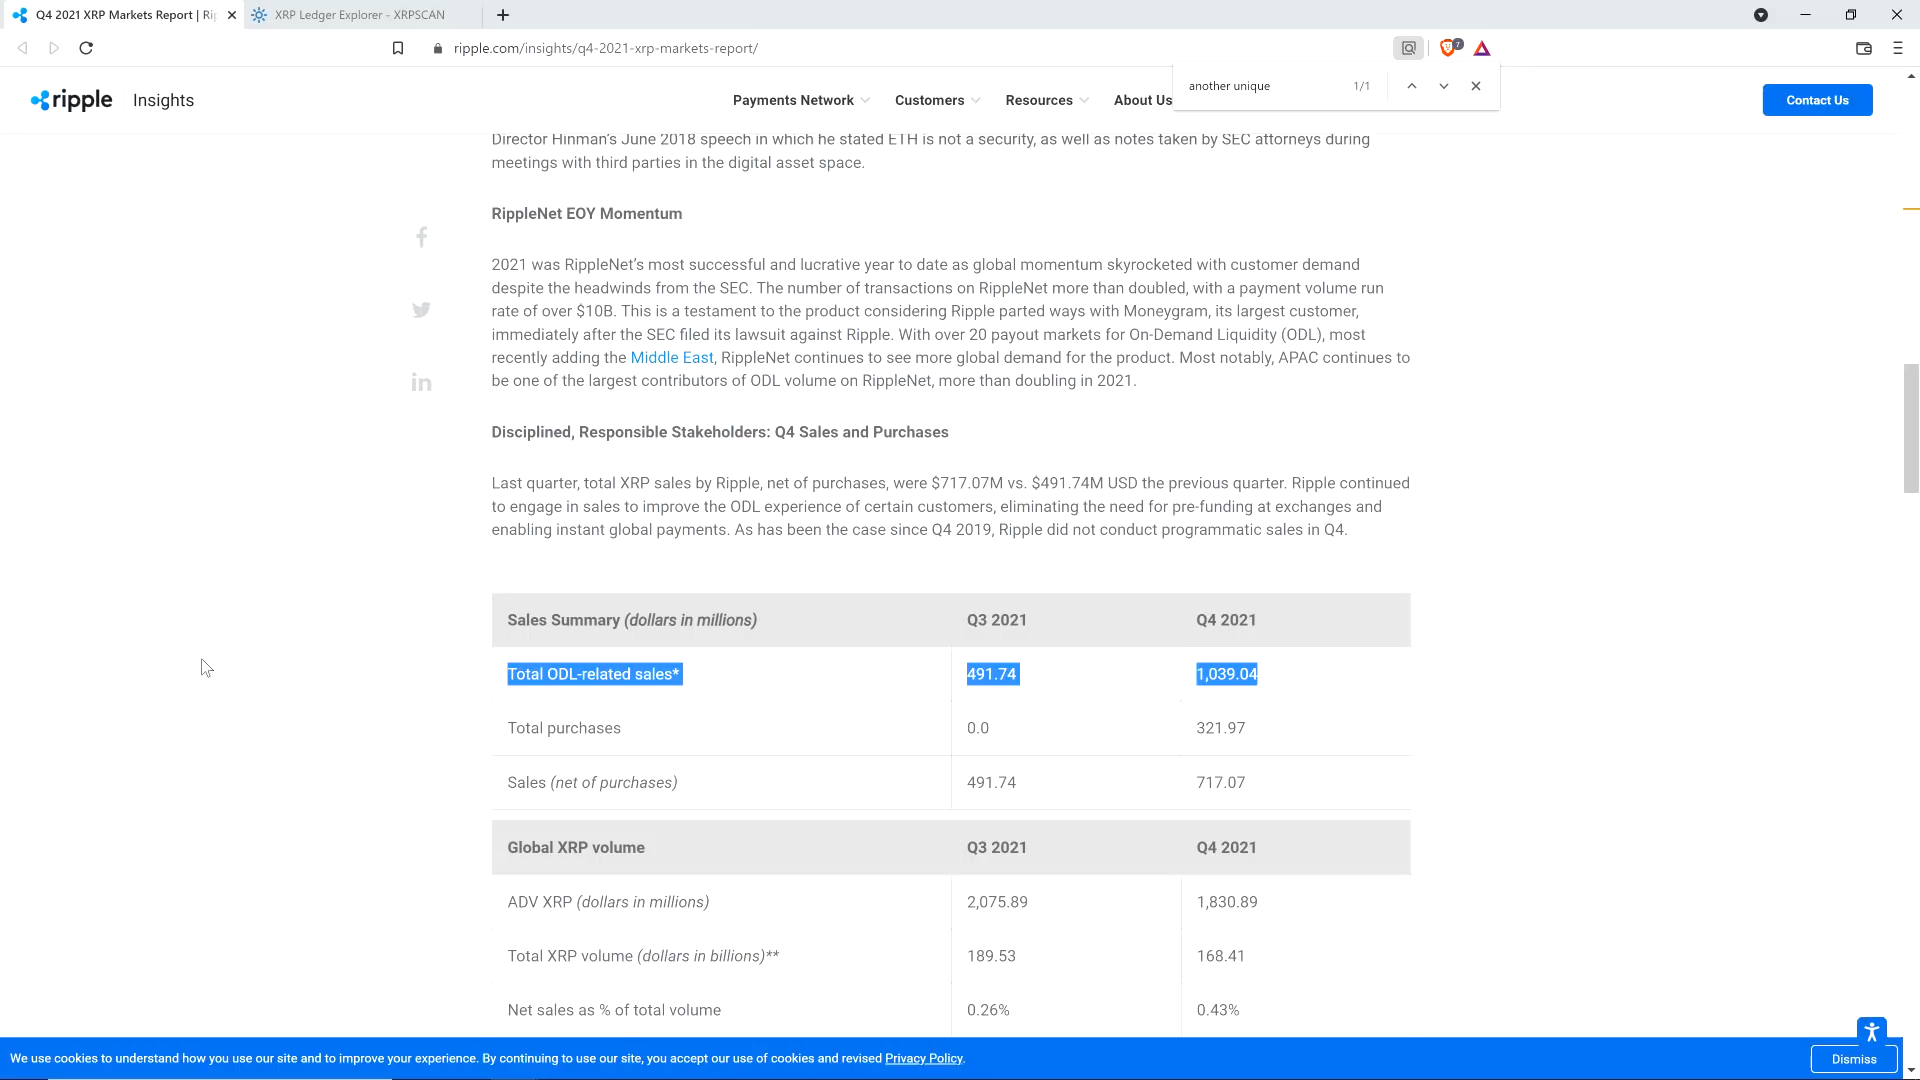 Q4 2021 XRP Markets Report | Rip
XRP Ledger Explorer - XRPSCAN
ripple.com/insights/q4-2021-xrp-markets-report/
7
another unique
1/1
ripple
Insights
Payments Network
Customers
Resources
About Us
Contact Us
Director Hinman's June 2018 speech in which he stated ETH is not a security, as well as notes taken by SEC attorneys during
meetings with third parties in the digital asset space.
RippleNet EOY Momentum
2021 was RippleNet's most successful and lucrative year to date as global momentum skyrocketed with customer demand
despite the headwinds from the SEC. The number of transactions on RippleNet more than doubled, with a payment volume run
rate of over $10B. This is a testament to the product considering Ripple parted ways with Moneygram, its largest customer,
immediately after the SEC filed its lawsuit against Ripple. With over 20 payout markets for On-Demand Liquidity (ODL), most
recently adding the Middle East, RippleNet continues to see more global demand for the product. Most notably, APAC continues to
be one of the largest contributors of ODL volume on RippleNet, more than doubling in 2021.
Disciplined, Responsible Stakeholders: Q4 Sales and Purchases
Last quarter, total XRP sales by Ripple, net of purchases, were $717.07M vs. $491.74M USD the previous quarter. Ripple continued
to engage in sales to improve the ODL experience of certain customers, eliminating the need for pre-funding at exchanges and
enabling instant global payments. As has been the case since Q4 2019, Ripple did not conduct programmatic sales in Q4.
Sales Summary (dollars in millions) Q3 2021 Q4 2021
Total ODL-related sales* 491.74 1,039.04
Total purchases 0.0 321.97
Sales (net of purchases) 491.74 717.07
Global XRP volume Q3 2021 Q4 2021
ADV XRP (dollars in millions) 2,075.89 1,830.89
Total XRP volume (dollars in billions)** 189.53 168.41
Net sales as % of total volume 0.26% 0.43%
We use cookies to understand how you use our site and to improve your experience. By continuing to use our site, you accept our use of cookies and revised Privacy Policy.
Dismiss